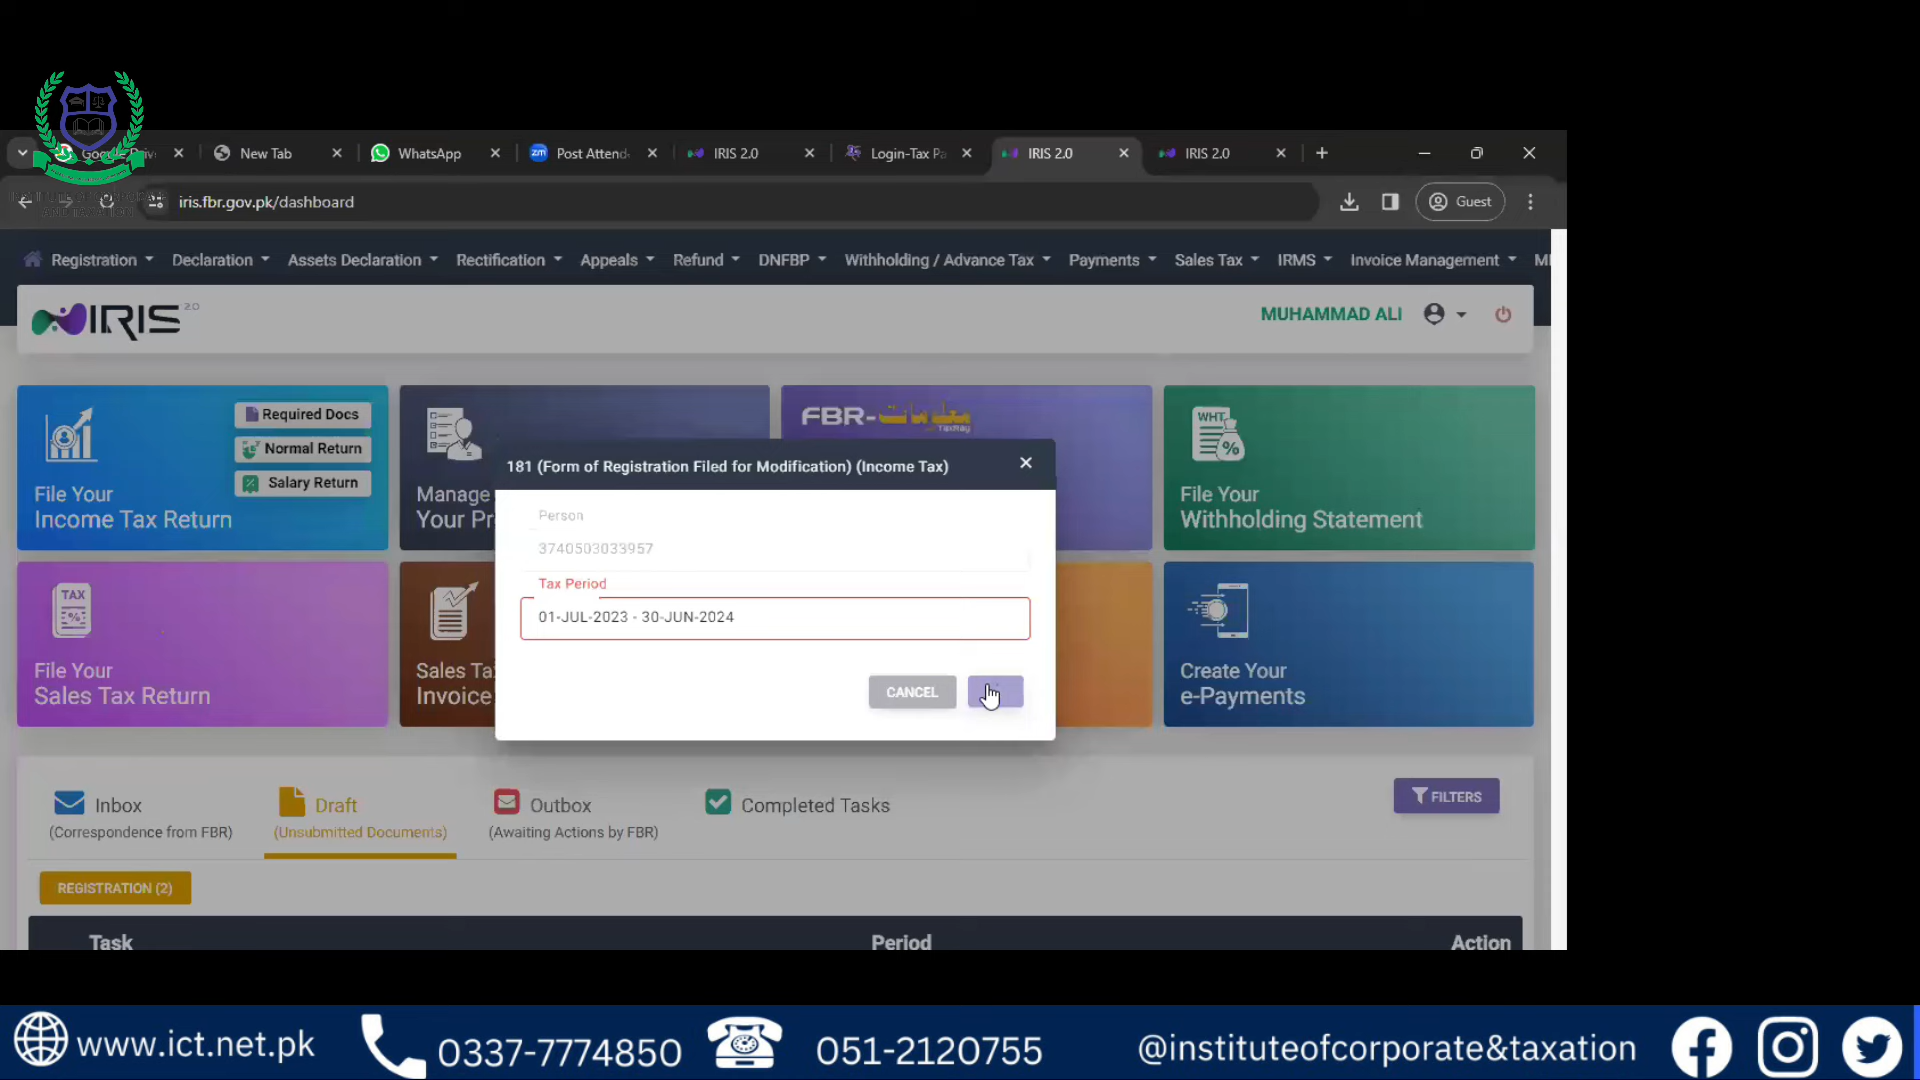 Google Drive
New Tab
WhatsApp
Post Attend
IRIS 2.0
Login-Tax Pa
IRIS 2.0
IRIS 2.0
iris.fbr.gov.pk/dashboard
Guest
Registration
Declaration
Assets Declaration
Rectification
Appeals
Refund
DNFBP
Withholding / Advance Tax
Payments
Sales Tax
IRMS
Invoice Management
MI
IRIS 2.0
MUHAMMAD ALI
Required Docs
Normal Return
Salary Return
File Your
Income Tax Return
Manage
Your Pr
FBR-معلومات
TaxRay
WHT
%
File Your
Withholding Statement
181 (Form of Registration Filed for Modification) (Income Tax)
Person
3740503033957
Tax Period
01-JUL-2023 - 30-JUN-2024
CANCEL
TAX
%
File Your
Sales Tax Return
Sales Ta
Invoice
Create Your
e-Payments
Inbox
(Correspondence from FBR)
Draft
(Unsubmitted Documents)
Outbox
(Awaiting Actions by FBR)
Completed Tasks
FILTERS
REGISTRATION (2)
Task
Period
Action
www.ict.net.pk
0337-7774850
051-2120755
@instituteofcorporate&taxation